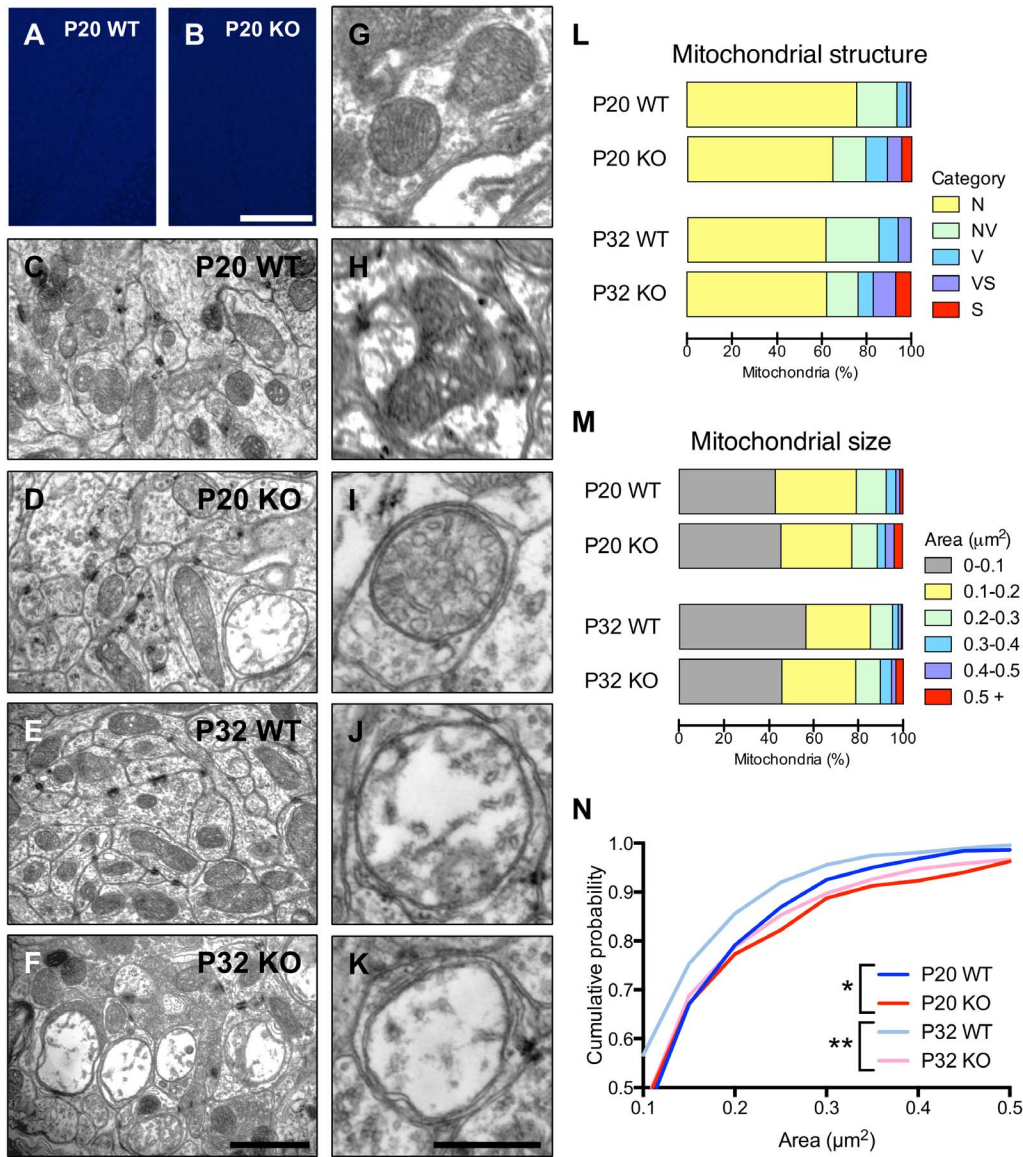 A P20 WT
B P20 KO
C P20 WT
D P20 KO
E P32 WT
F P32 KO
G
H
I
J
K
L
Mitochondrial structure
P20 WT
P20 KO
P32 WT
P32 KO
0 20 40 60 80 100
Mitochondria (%)
Category
N
NV
V
VS
S
M
Mitochondrial size
P20 WT
P20 KO
P32 WT
P32 KO
0 20 40 60 80 100
Mitochondria (%)
Area (μm²)
0-0.1
0.1-0.2
0.2-0.3
0.3-0.4
0.4-0.5
0.5 +
N
Cumulative probability
1.0
0.9
0.8
0.7
0.6
0.5
0.1 0.2 0.3 0.4 0.5
Area (µm²)
* P20 WT
P20 KO
** P32 WT
P32 KO